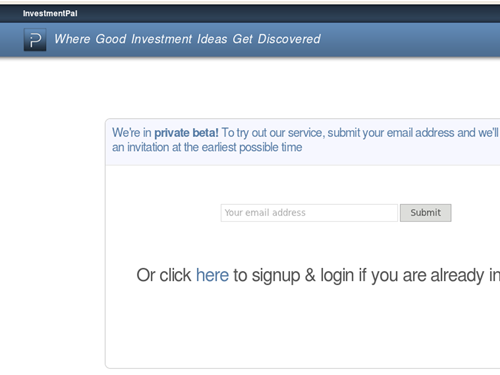 InvestmentPal
Where Good Investment Ideas Get Discovered
We're in private beta! To try out our service, submit your email address and we'll
an invitation at the earliest possible time
Your email address
Submit
Or click here to signup & login if you are already in